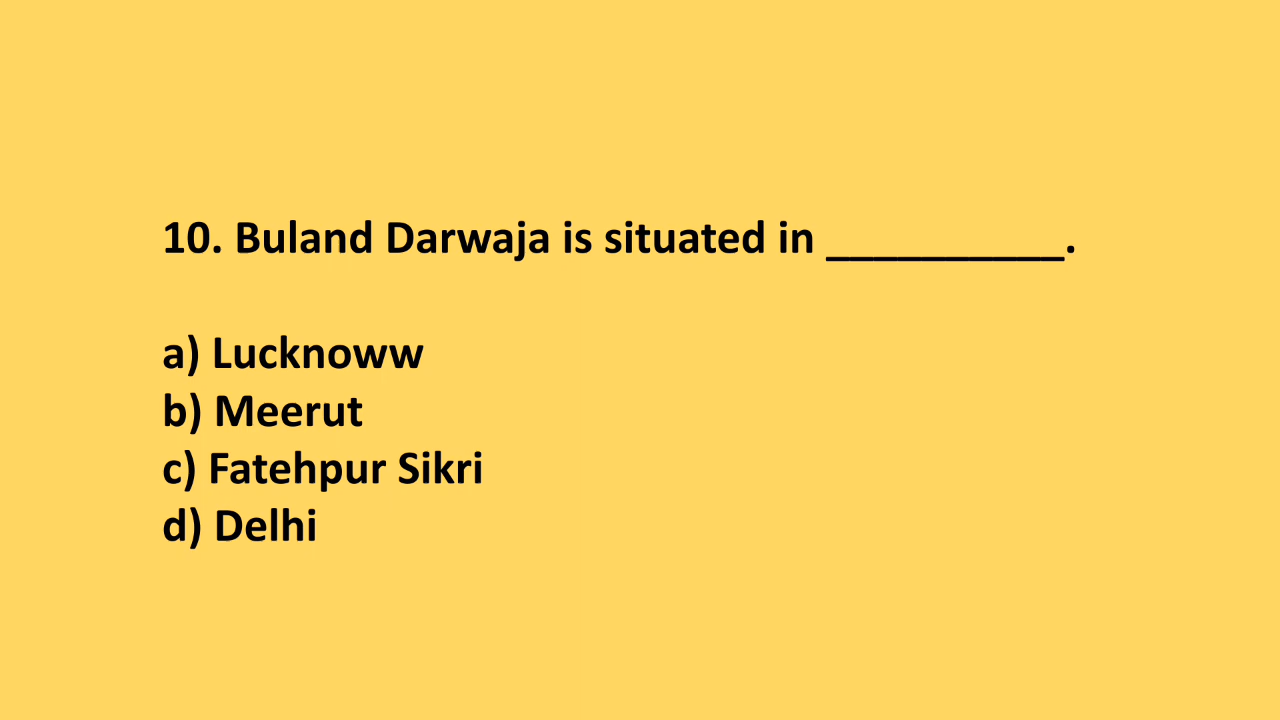 10. Buland Darwaja is situated in __________.
a) Lucknoww
b) Meerut
c) Fatehpur Sikri
d) Delhi